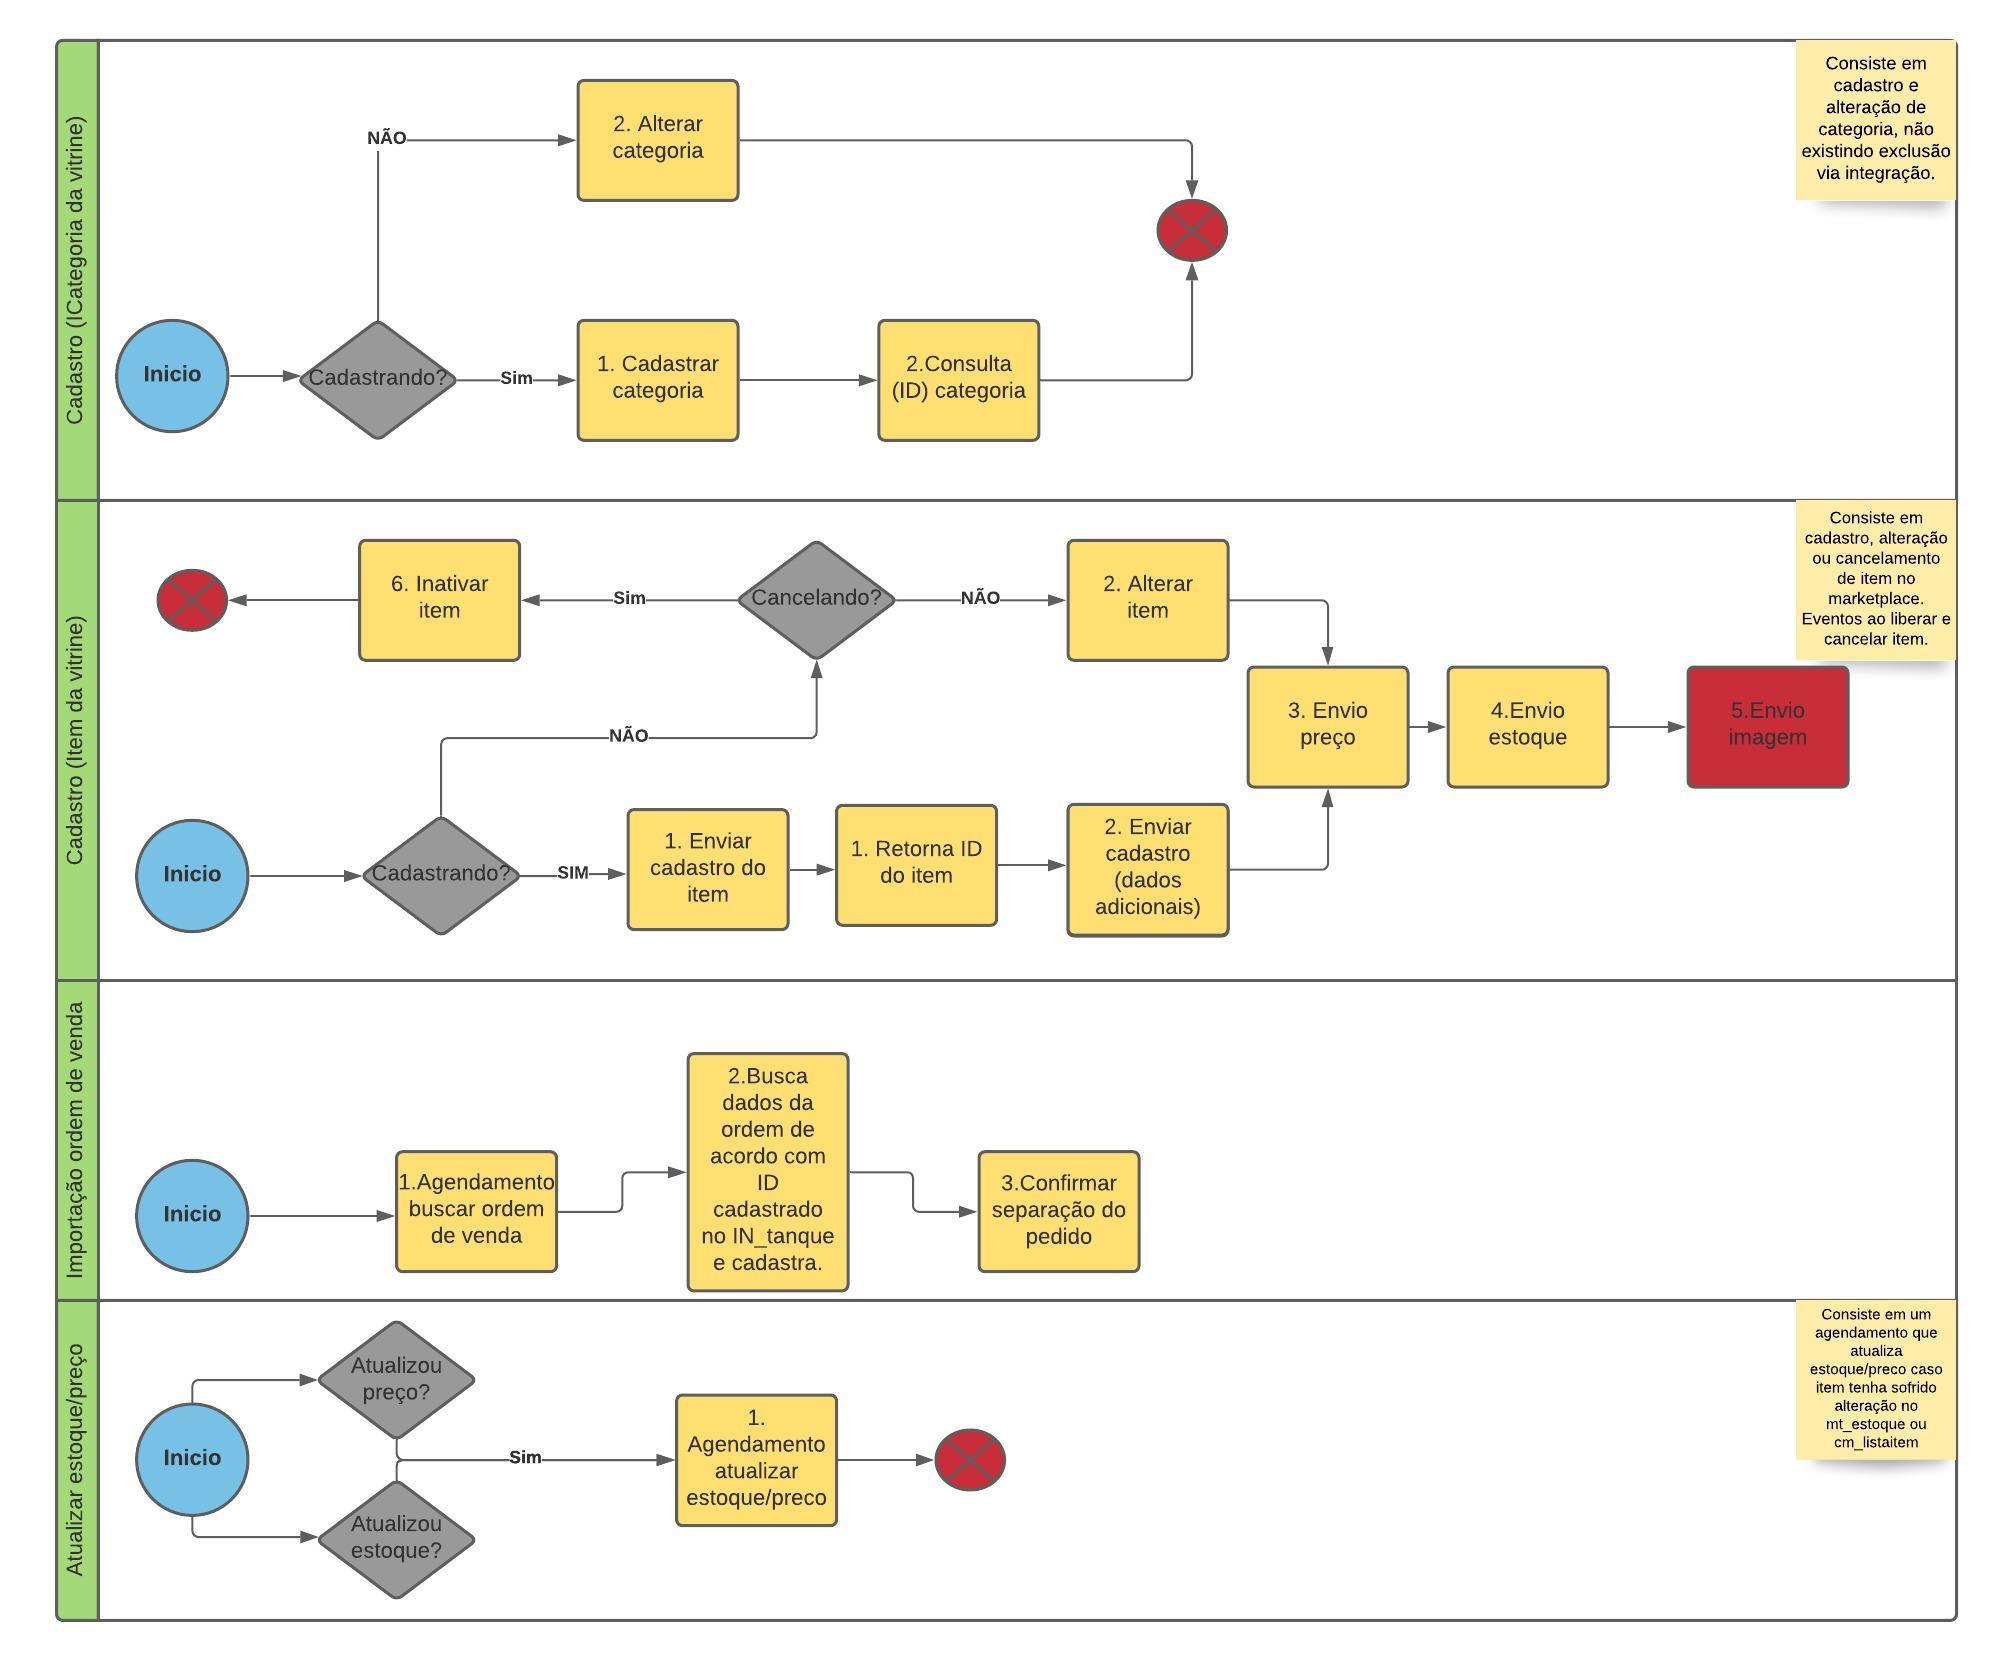 Cadastro (ICategoria da vitrine)
NÃO
2. Alterar
categoria
Inicio
Cadastrando?
Sim
1. Cadastrar
categoria
2.Consulta
(ID) categoria
Consiste em
cadastro e
alteração de
categoria, não
existindo exclusão
via integração.
Cadastro (Item da vitrine)
6. Inativar
item
Sim
Cancelando?
NÃO
2. Alterar
item
Consiste em
cadastro, alteração
ou cancelamento
de item no
marketplace.
Eventos ao liberar e
cancelar item.
3. Envio
preço
4.Envio
estoque
5.Envio
imagem
NÃO
Inicio
Cadastrando?
SIM
1. Enviar
cadastro do
item
1. Retorna ID
do item
2. Enviar
cadastro
(dados
adicionais)
Importação ordem de venda
Inicio
1.Agendamento
buscar ordem
de venda
2.Busca
dados da
ordem de
acordo com
ID
cadastrado
no IN_tanque
e cadastra.
3.Confirmar
separação do
pedido
Atualizar estoque/preço
Inicio
Atualizou
preço?
Atualizou
estoque?
Sim
1.
Agendamento
atualizar
estoque/preco
Consiste em um
agendamento que
atualiza
estoque/preco caso
item tenha sofrido
alteração no
mt_estoque ou
cm_listaitem